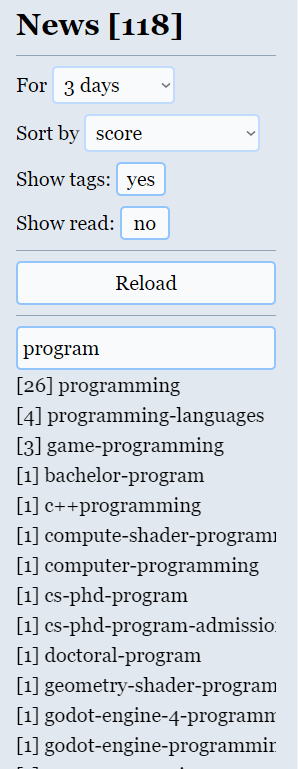 News [118]
For 3 days
Sort by score
Show tags: yes
Show read: no
Reload
program
[26] programming
[4] programming-languages
[3] game-programming
[1] bachelor-program
[1] c++programming
[1] compute-shader-program
[1] computer-programming
[1] cs-phd-program
[1] cs-phd-program-admissio
[1] doctoral-program
[1] geometry-shader-program
[1] godot-engine-4-programm
[1] godot-engine-programmin